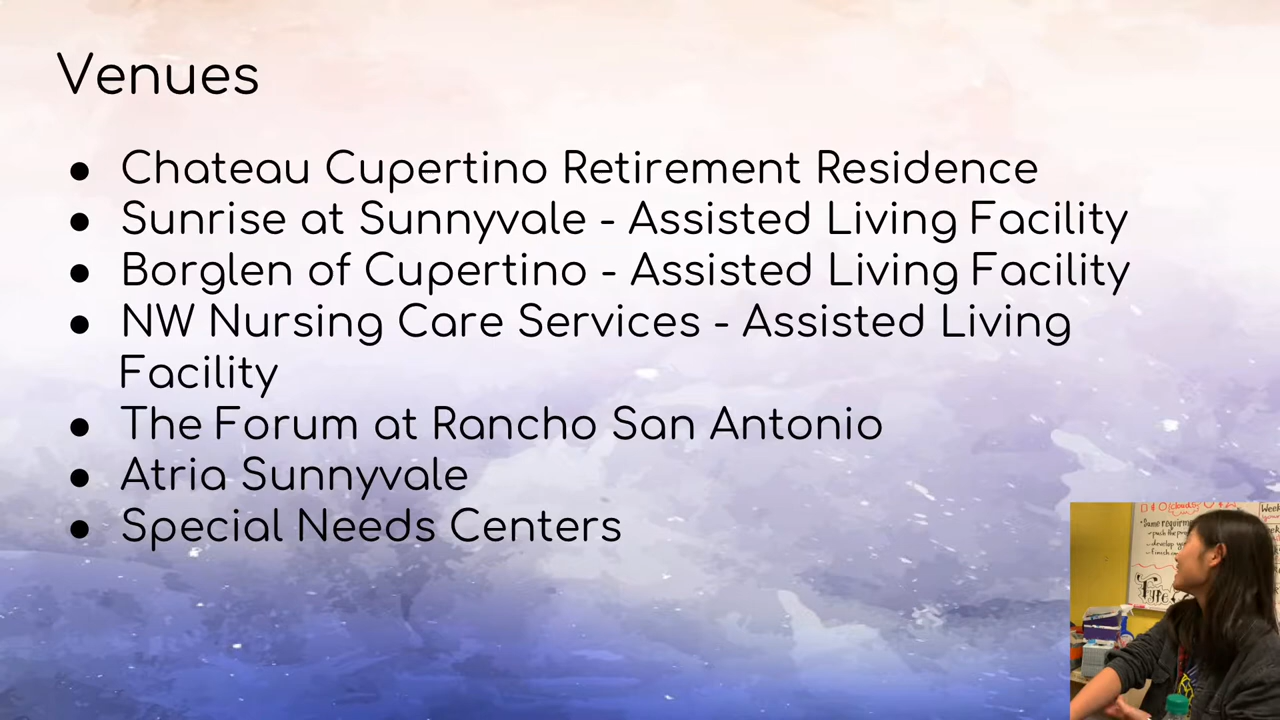 Venues
● Chateau Cupertino Retirement Residence
● Sunrise at Sunnyvale - Assisted Living Facility
● Borglen of Cupertino - Assisted Living Facility
● NW Nursing Care Services - Assisted Living
Facility
● The Forum at Rancho San Antonio
● Atria Sunnyvale
● Special Needs Centers
Week